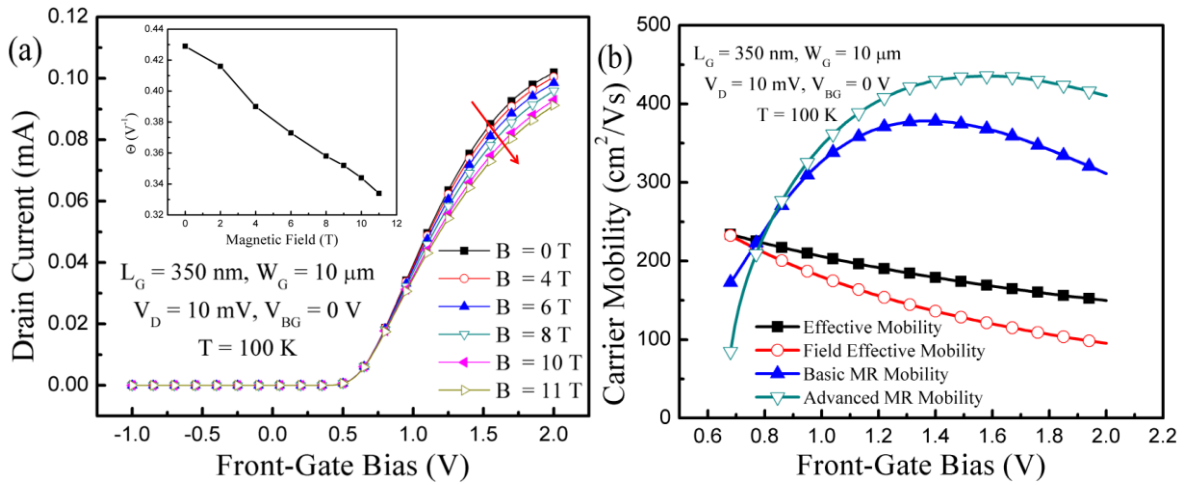 (a)
0.12
0.10
0.08
0.06
0.04
0.02
0.00
Drain Current (mA)
0.44
0.42
0.40
0.38
0.36
0.34
0.32
Θ (V⁻¹)
0 2 4 6 8 10 12
Magnetic Field (T)
L_G = 350 nm, W_G = 10 μm
V_D = 10 mV, V_BG = 0 V
T = 100 K
B = 0 T
B = 4 T
B = 6 T
B = 8 T
B = 10 T
B = 11 T
-1.0 -0.5 0.0 0.5 1.0 1.5 2.0
Front-Gate Bias (V)
(b)
500
400
300
200
100
0
Carrier Mobility (cm²/Vs)
L_G = 350 nm, W_G = 10 μm
V_D = 10 mV, V_BG = 0 V
T = 100 K
Effective Mobility
Field Effective Mobility
Basic MR Mobility
Advanced MR Mobility
0.6 0.8 1.0 1.2 1.4 1.6 1.8 2.0 2.2
Front-Gate Bias (V)